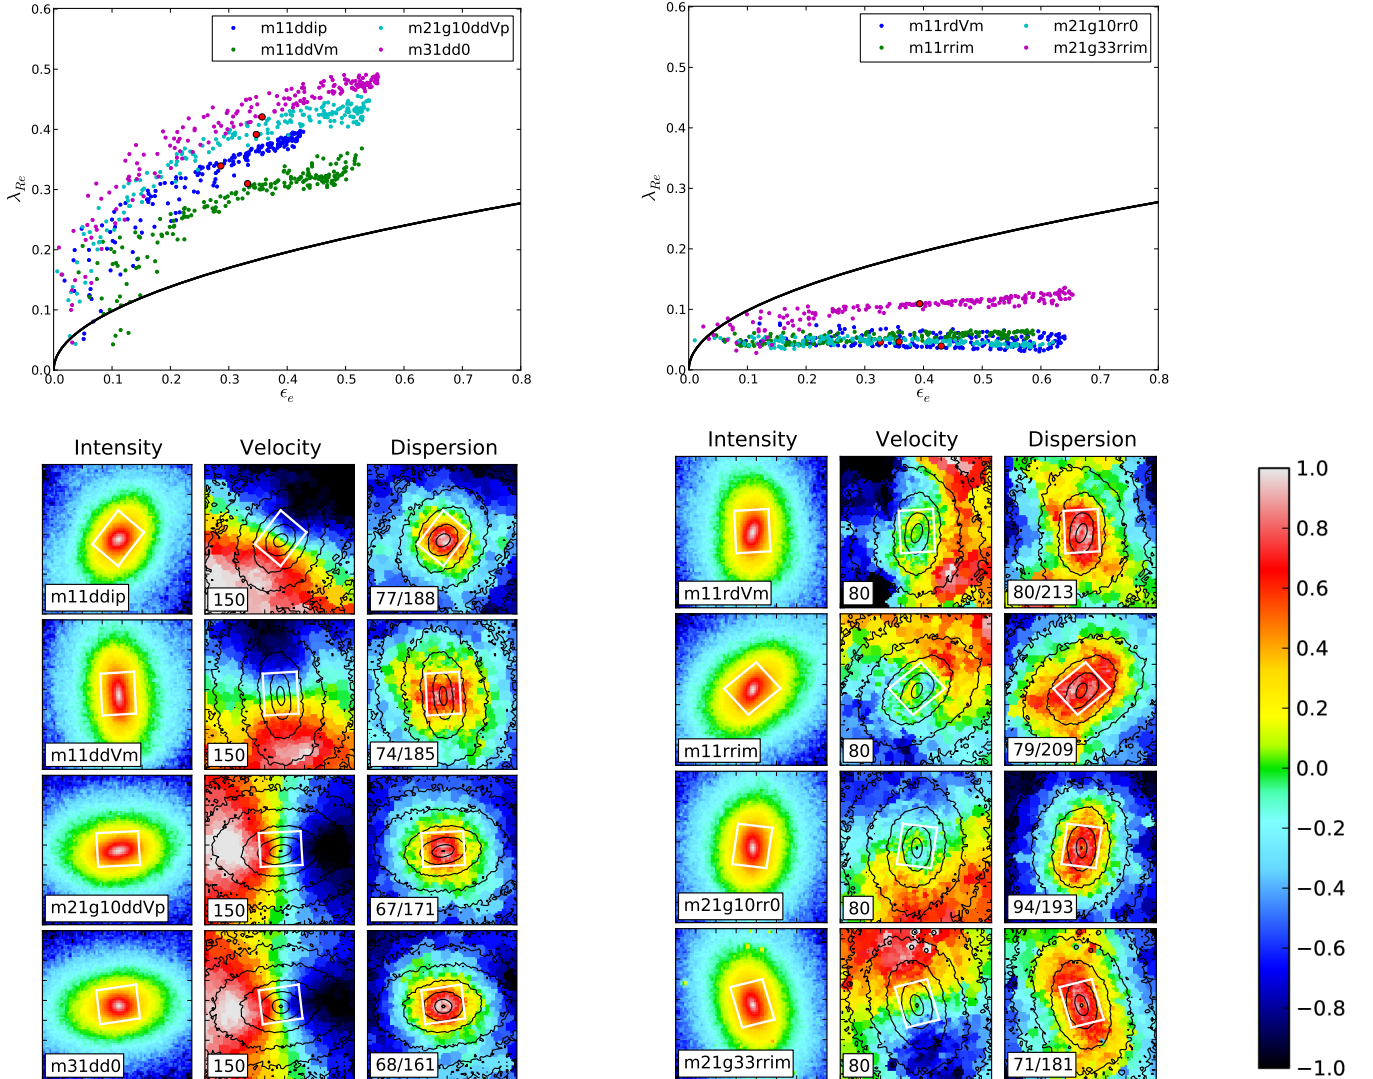 m11ddip
m21g10ddVp
m11ddVm
m31dd0
0.6
0.5
0.4
0.3
0.2
0.1
0.0
λ_Re
0.0 0.1 0.2 0.3 0.4 0.5 0.6 0.7 0.8
ϵ_e
m11rdVm
m21g10rr0
m11rrim
m21g33rrim
0.6
0.5
0.4
0.3
0.2
0.1
0.0
λ_Re
0.0 0.1 0.2 0.3 0.4 0.5 0.6 0.7 0.8
ϵ_e
Intensity Velocity Dispersion
m11ddip 150 77/188
m11ddVm 150 74/185
m21g10ddVp 150 67/171
m31dd0 150 68/161
Intensity Velocity Dispersion
m11rdVm 80 80/213
m11rrim 80 79/209
m21g10rr0 80 94/193
m21g33rrim 80 71/181
1.0
0.8
0.6
0.4
0.2
0.0
−0.2
−0.4
−0.6
−0.8
−1.0